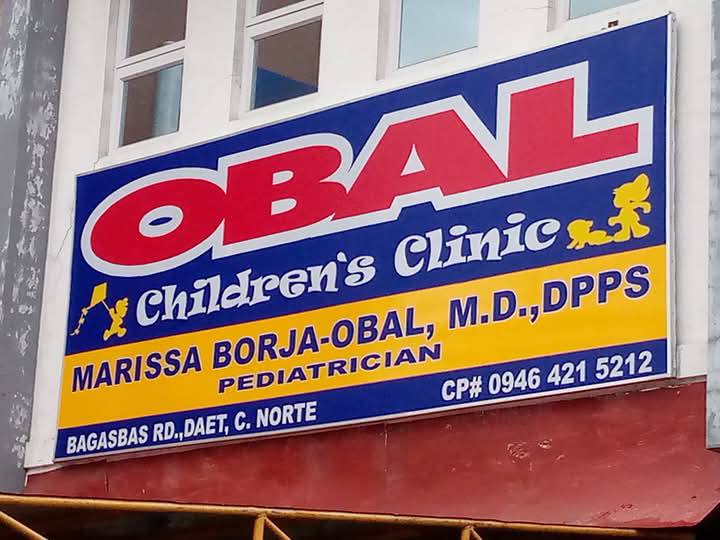 OBAL
Children's Clinic
MARISSA BORJA-OBAL, M.D.,DPPS
PEDIATRICIAN
BAGASBAS RD.,DAET, C. NORTE
CP# 0946 421 5212